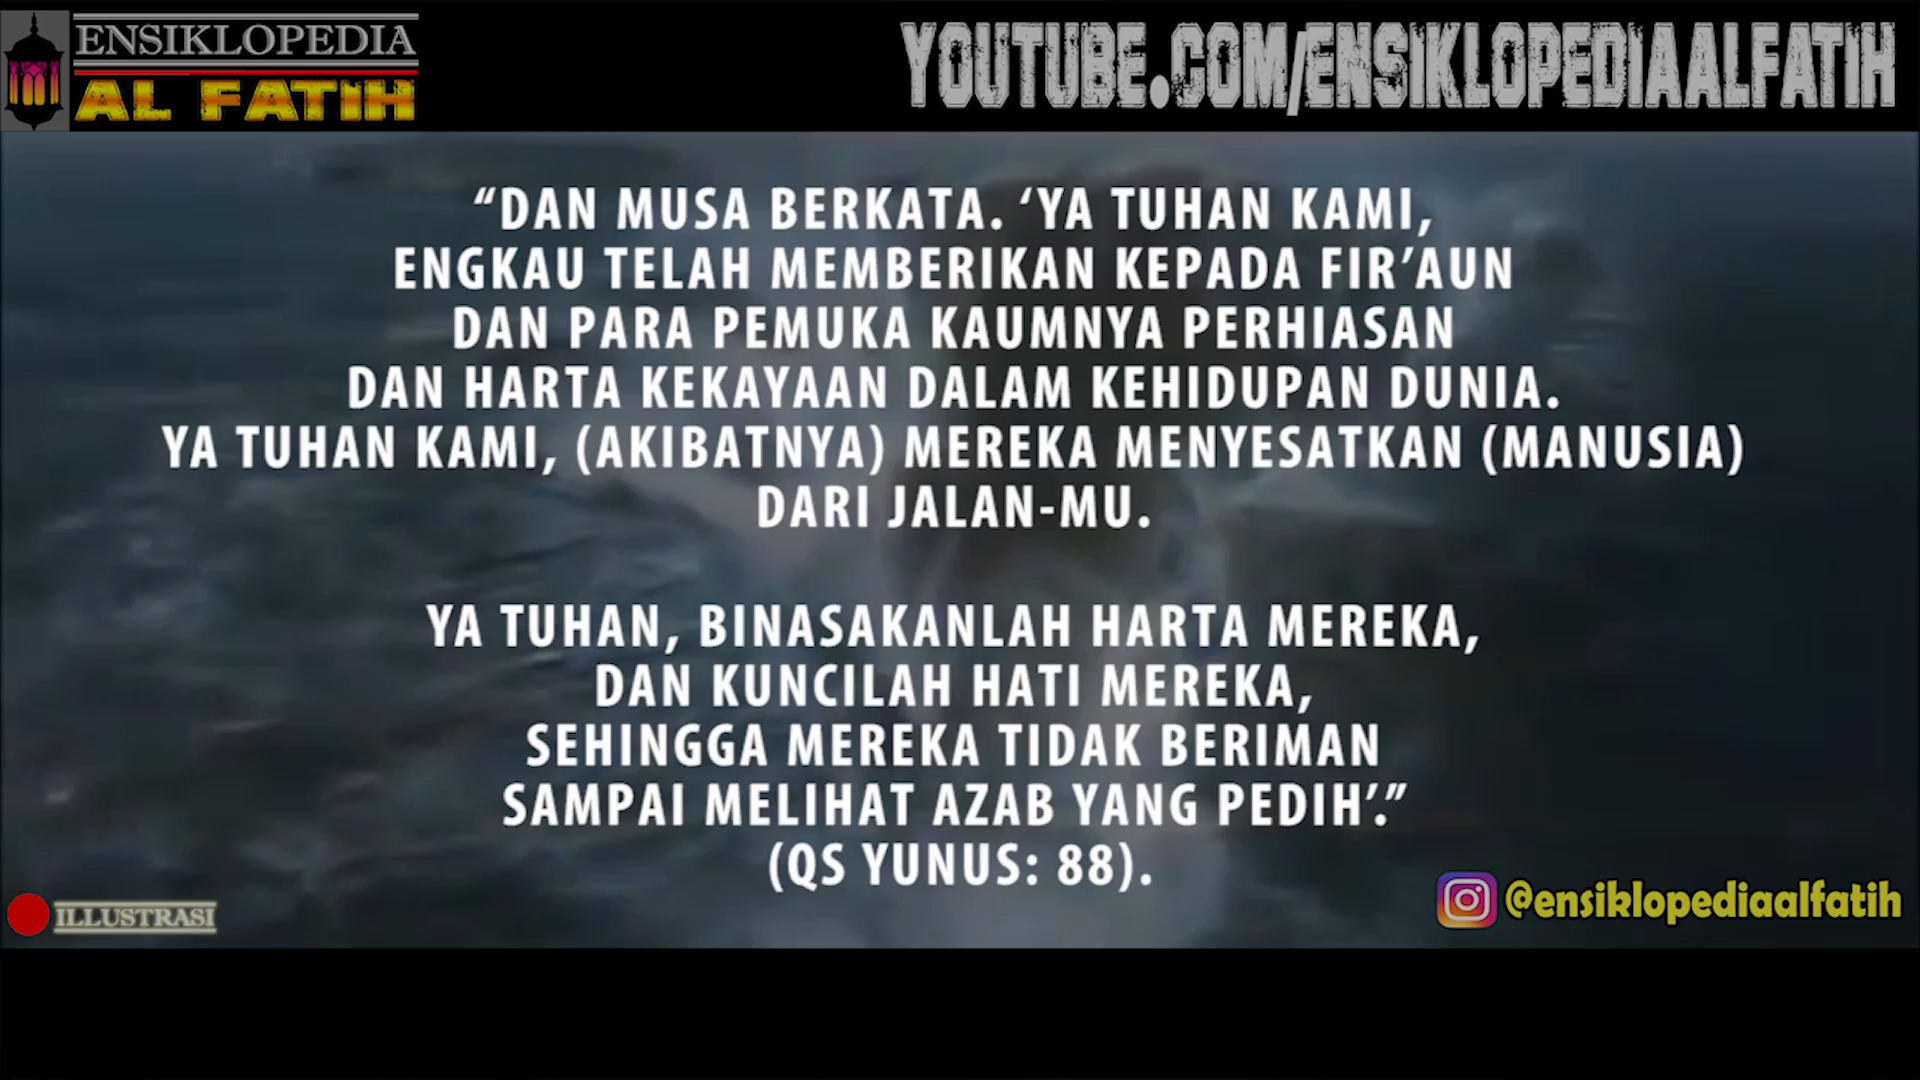 ENSIKLOPEDIA
AL FATIH
YOUTUBE.COM/ENSIKLOPEDIAALFATIH
“DAN MUSA BERKATA. ‘YA TUHAN KAMI,
ENGKAU TELAH MEMBERIKAN KEPADA FIR’AUN
DAN PARA PEMUKA KAUMNYA PERHIASAN
DAN HARTA KEKAYAAN DALAM KEHIDUPAN DUNIA.
YA TUHAN KAMI, (AKIBATNYA) MEREKA MENYESATKAN (MANUSIA)
DARI JALAN-MU.
YA TUHAN, BINASAKANLAH HARTA MEREKA,
DAN KUNCILAH HATI MEREKA,
SEHINGGA MEREKA TIDAK BERIMAN
SAMPAI MELIHAT AZAB YANG PEDIH’.”
(QS YUNUS: 88).
ILLUSTRASI
@ensiklopediaalfatih